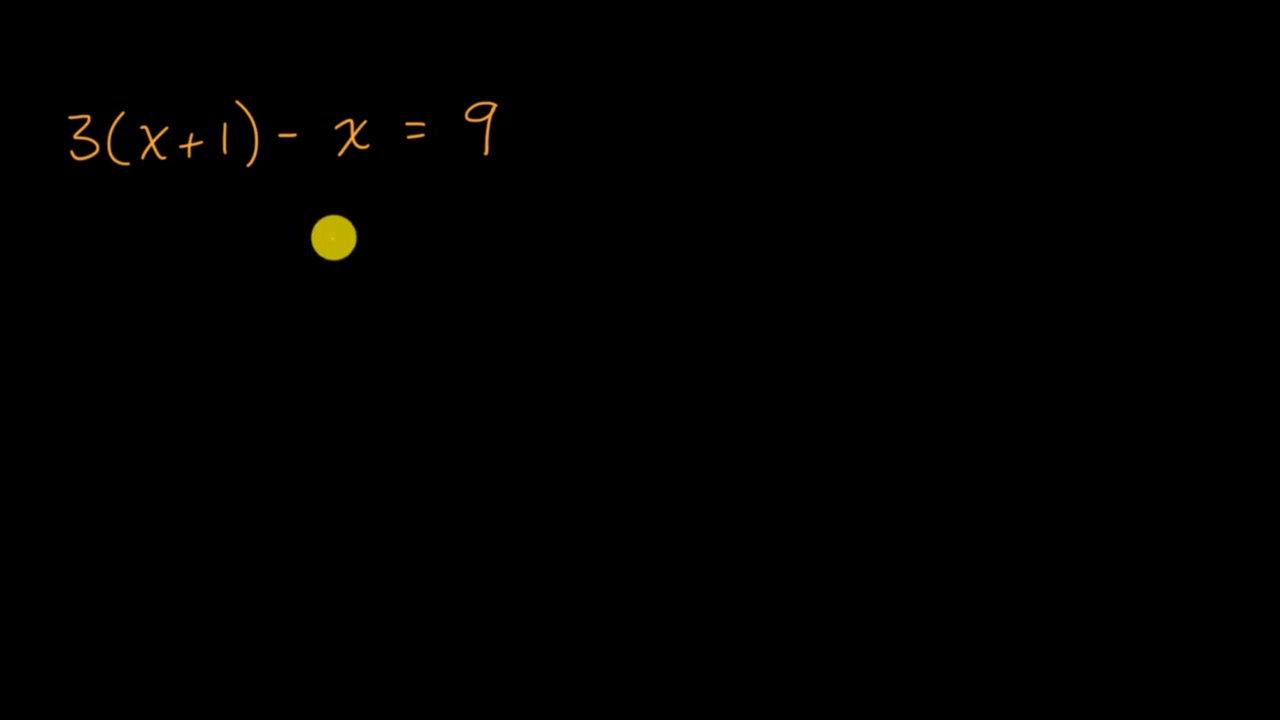 3(x+1) - x = 9